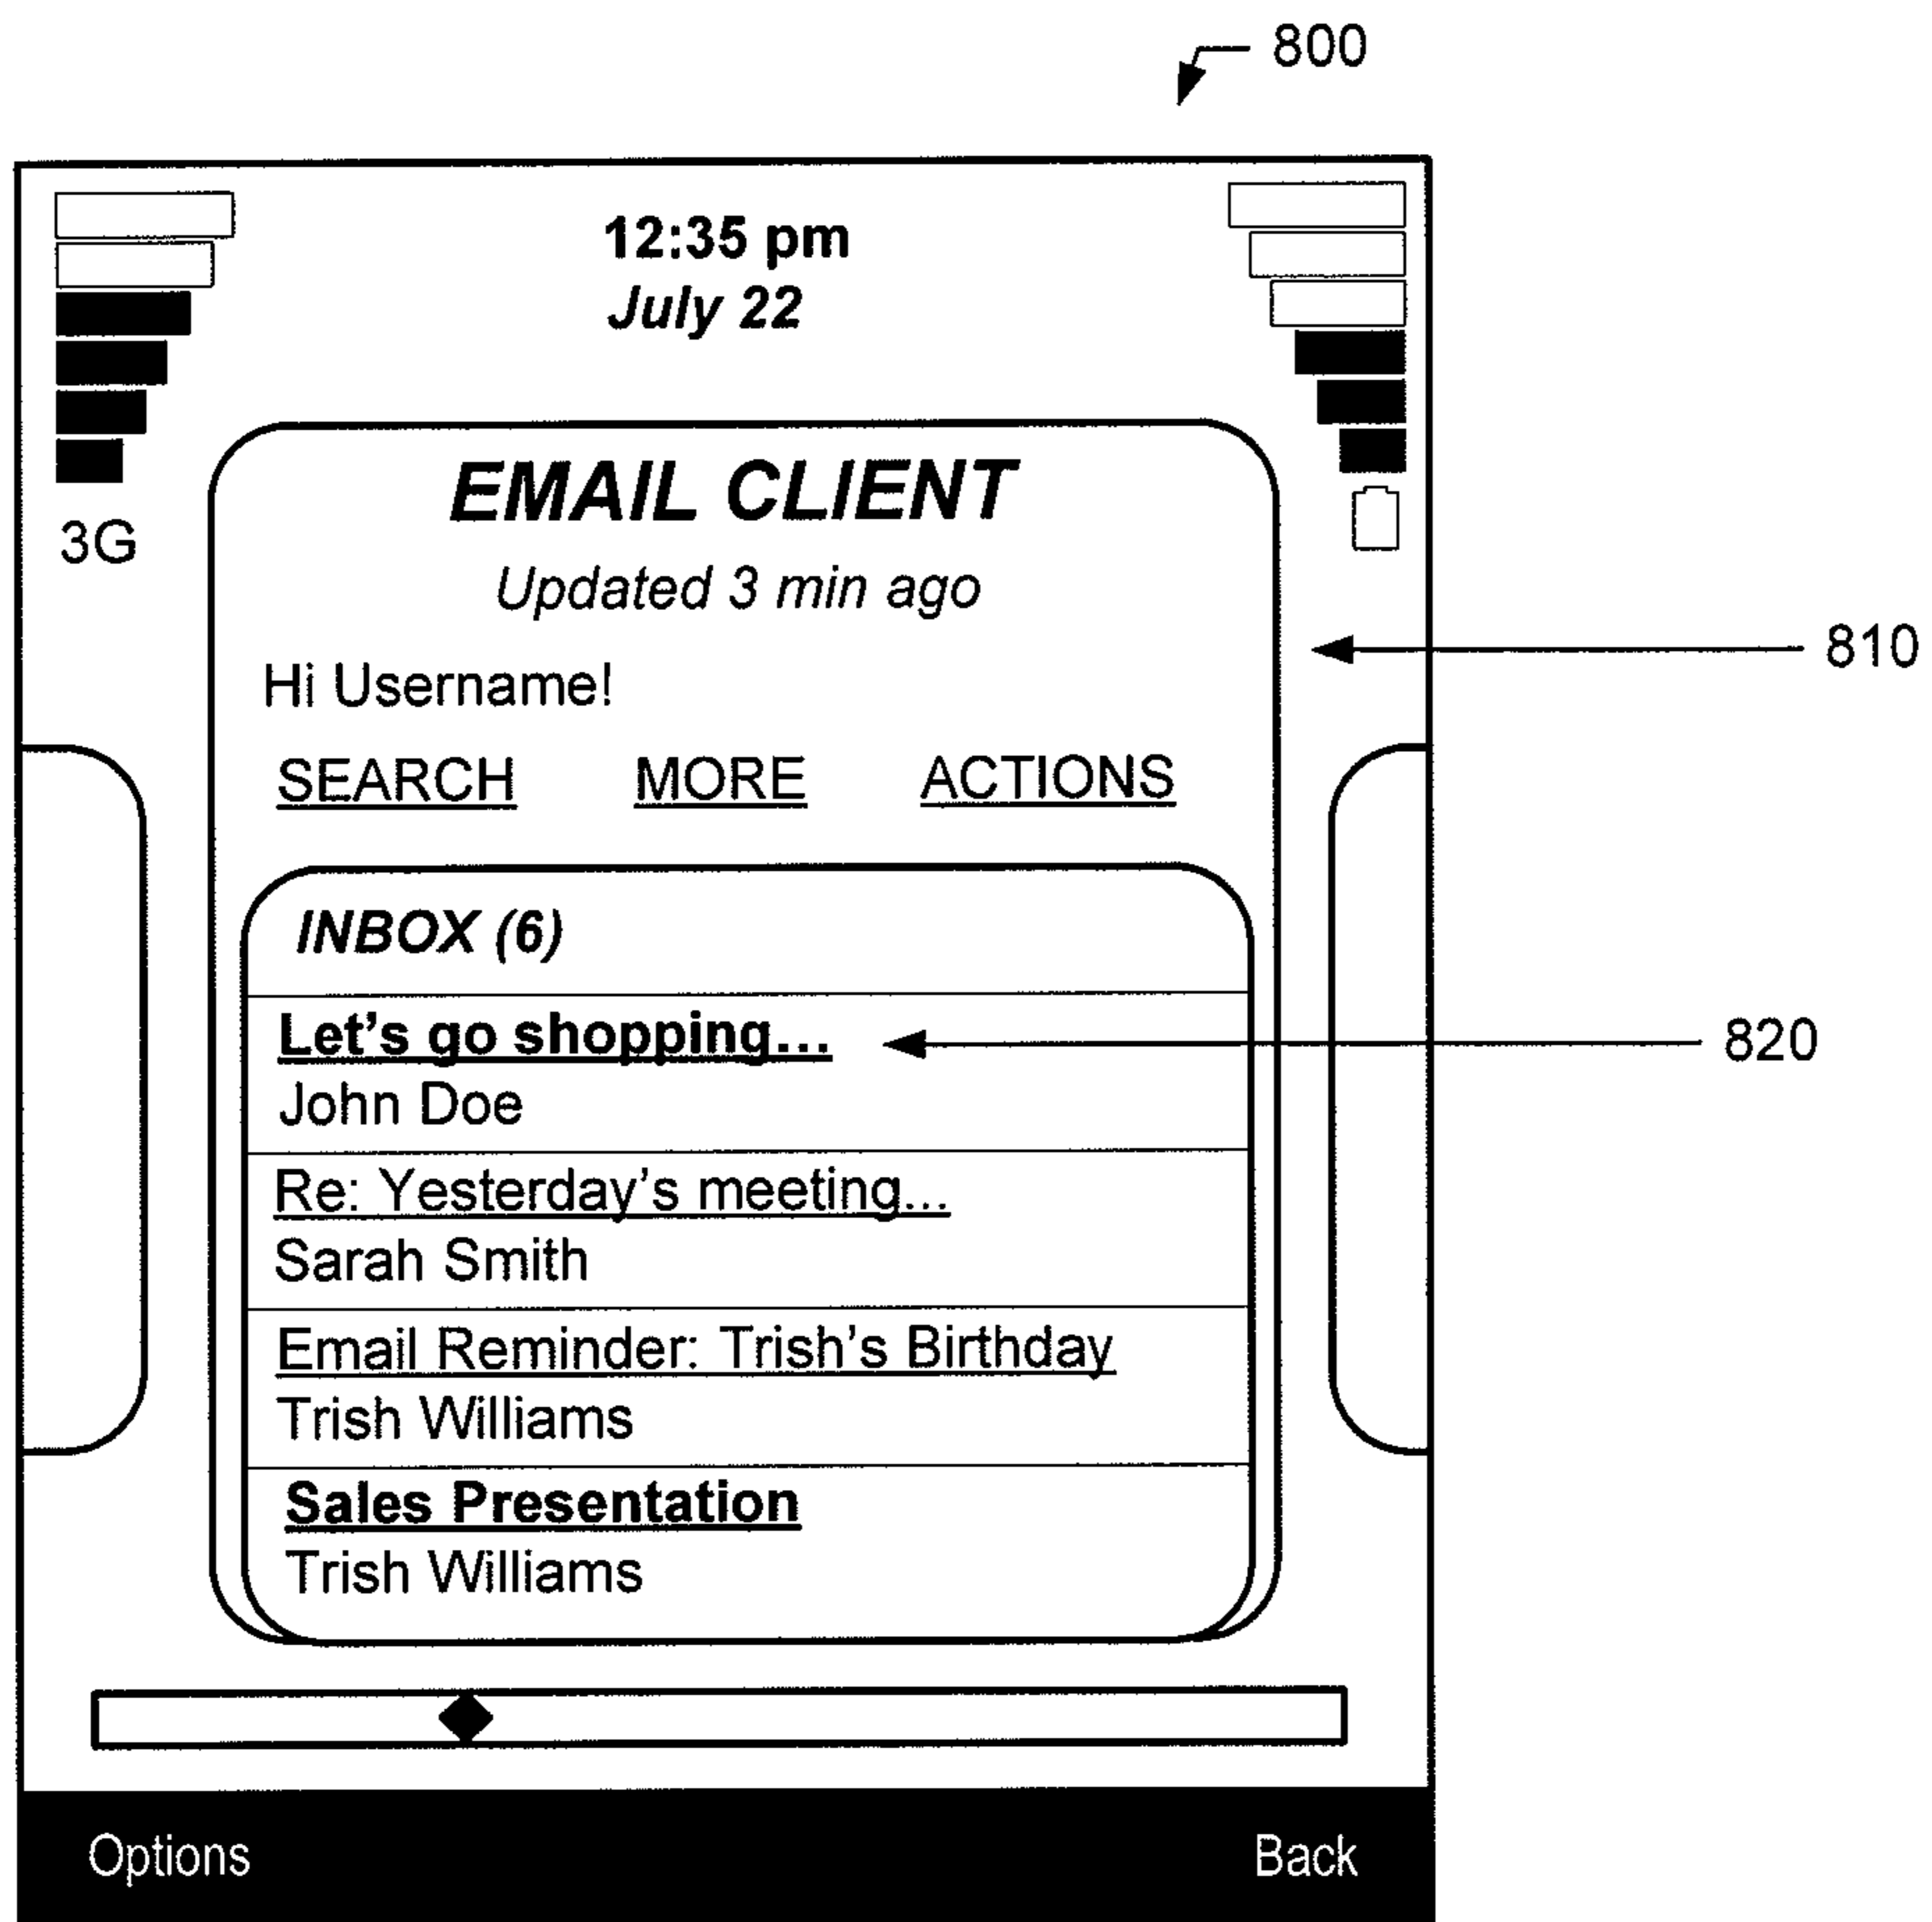 800
12:35 pm
July 22
3G
EMAIL CLIENT
Updated 3 min ago
810
Hi Username!
SEARCH MORE ACTIONS
INBOX (6)
Let's go shopping...
820
John Doe
Re: Yesterday's meeting...
Sarah Smith
Email Reminder: Trish's Birthday
Trish Williams
Sales Presentation
Trish Williams
Options Back